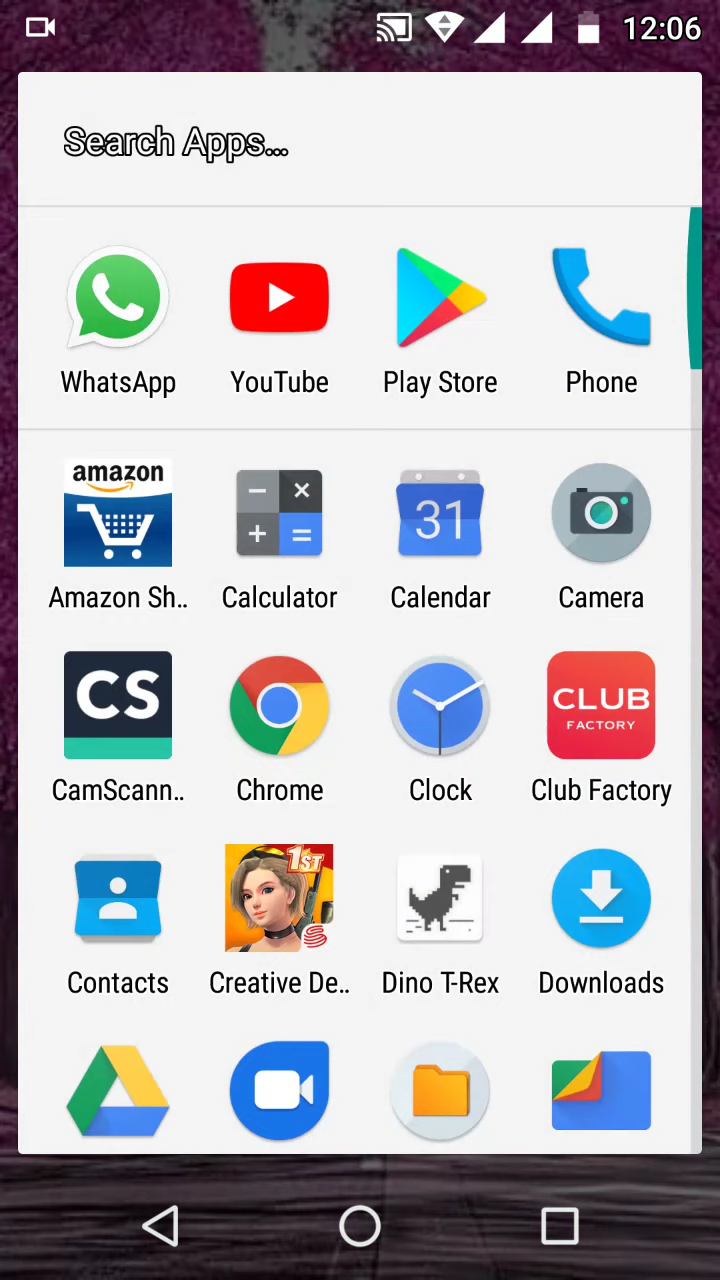 12:06
Search Apps...
WhatsApp
YouTube
Play Store
Phone
amazon
31
Amazon Sh..
Calculator
Calendar
Camera
CS
CLUB
FACTORY
CamScann..
Chrome
Clock
Club Factory
1ST
Contacts
Creative De..
Dino T-Rex
Downloads